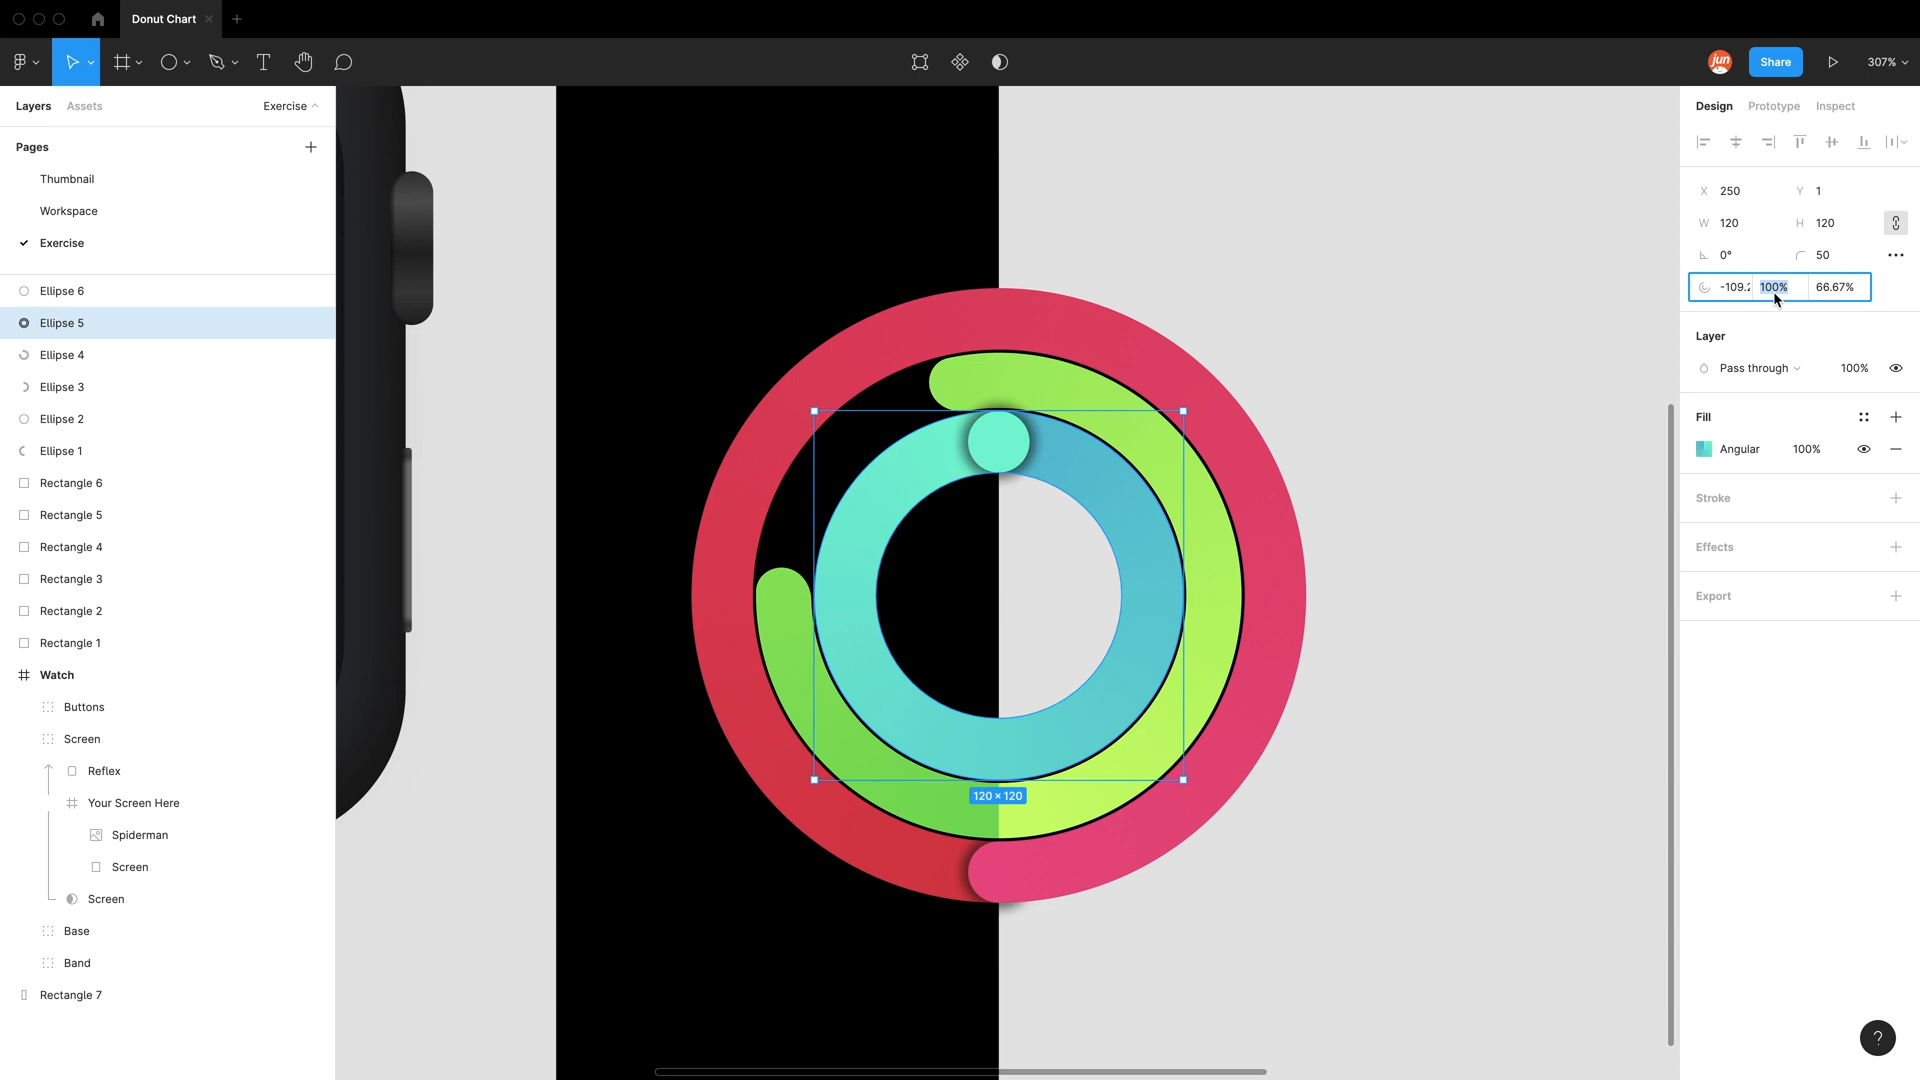 Donut Chart
jun
Share
307%
Layers
Assets
Exercise
Pages
Thumbnail
Workspace
Exercise
Ellipse 6
Ellipse 5
Ellipse 4
Ellipse 3
Ellipse 2
Ellipse 1
Rectangle 6
Rectangle 5
Rectangle 4
Rectangle 3
Rectangle 2
Rectangle 1
Watch
Buttons
Screen
Reflex
Your Screen Here
Spiderman
Screen
Screen
Base
Band
Rectangle 7
120 × 120
Design
Prototype
Inspect
X 250 Y 1
W 120 H 120
0° 50
-109.2 100% 66.67%
Layer
Pass through 100%
Fill
Angular 100%
Stroke
Effects
Export
?